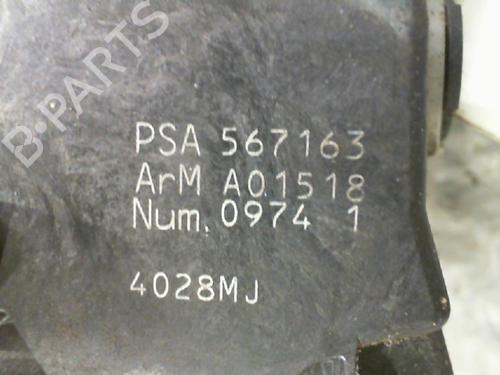 B-PARTS
PSA 567163
ArM A01518
Num. 0974 1
4028MJ